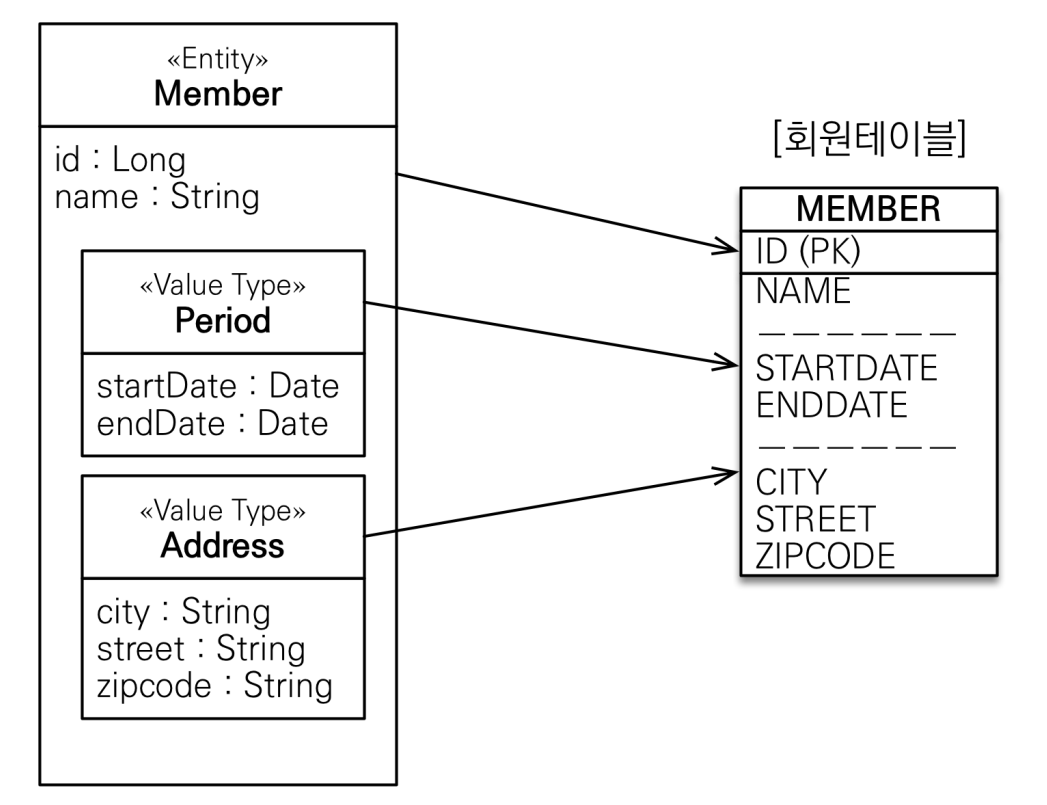 «Entity»
Member
id : Long
name : String
«Value Type»
Period
startDate : Date
endDate : Date
«Value Type»
Address
city : String
street : String
zipcode : String
[회원테이블]
MEMBER
ID (PK)
NAME
STARTDATE
ENDDATE
CITY
STREET
ZIPCODE